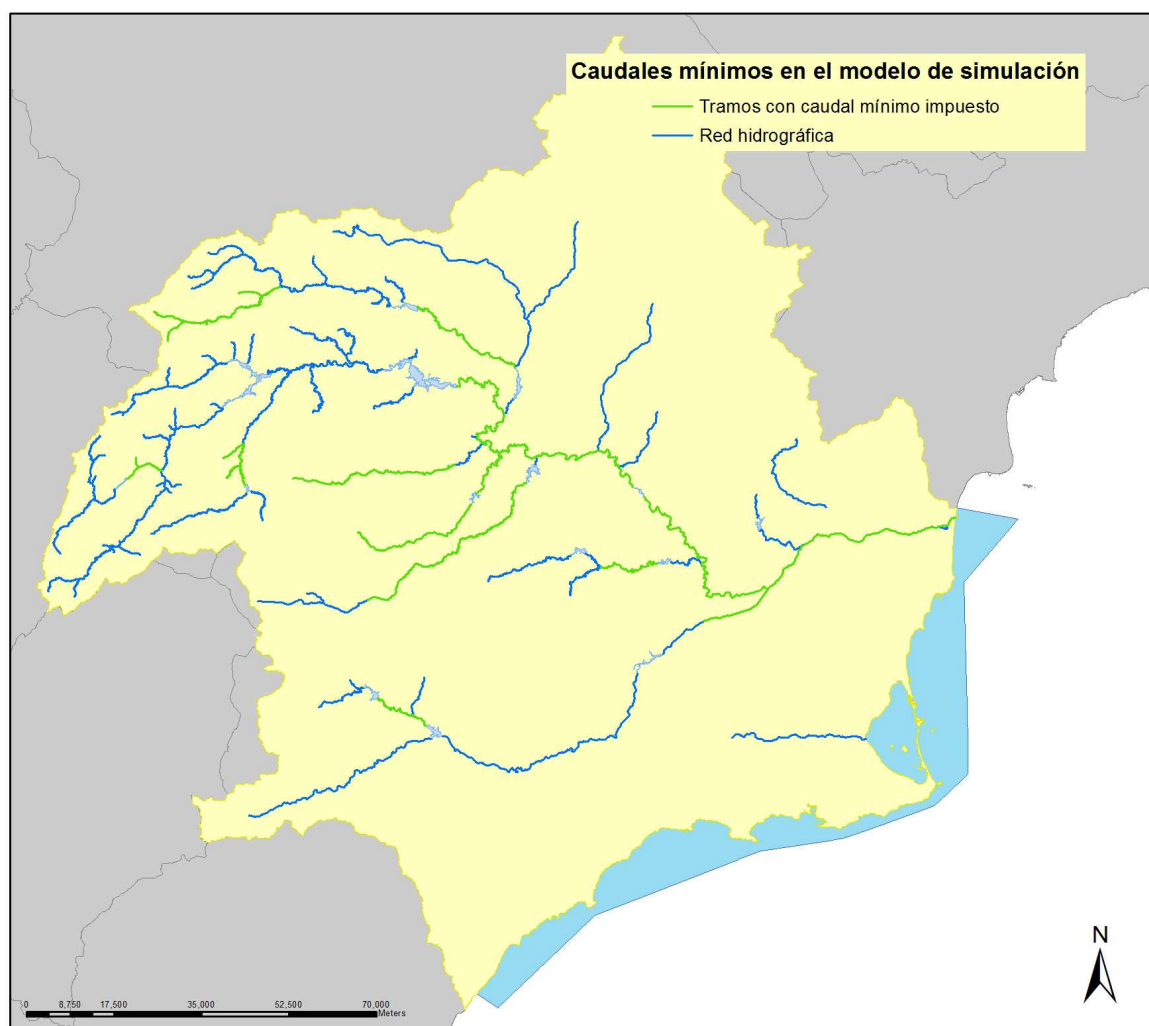 Caudales mínimos en el modelo de simulación
Tramos con caudal mínimo impuesto
Red hidrográfica
N
0 8,750 17,500 35,000 52,500 70,000
Meters